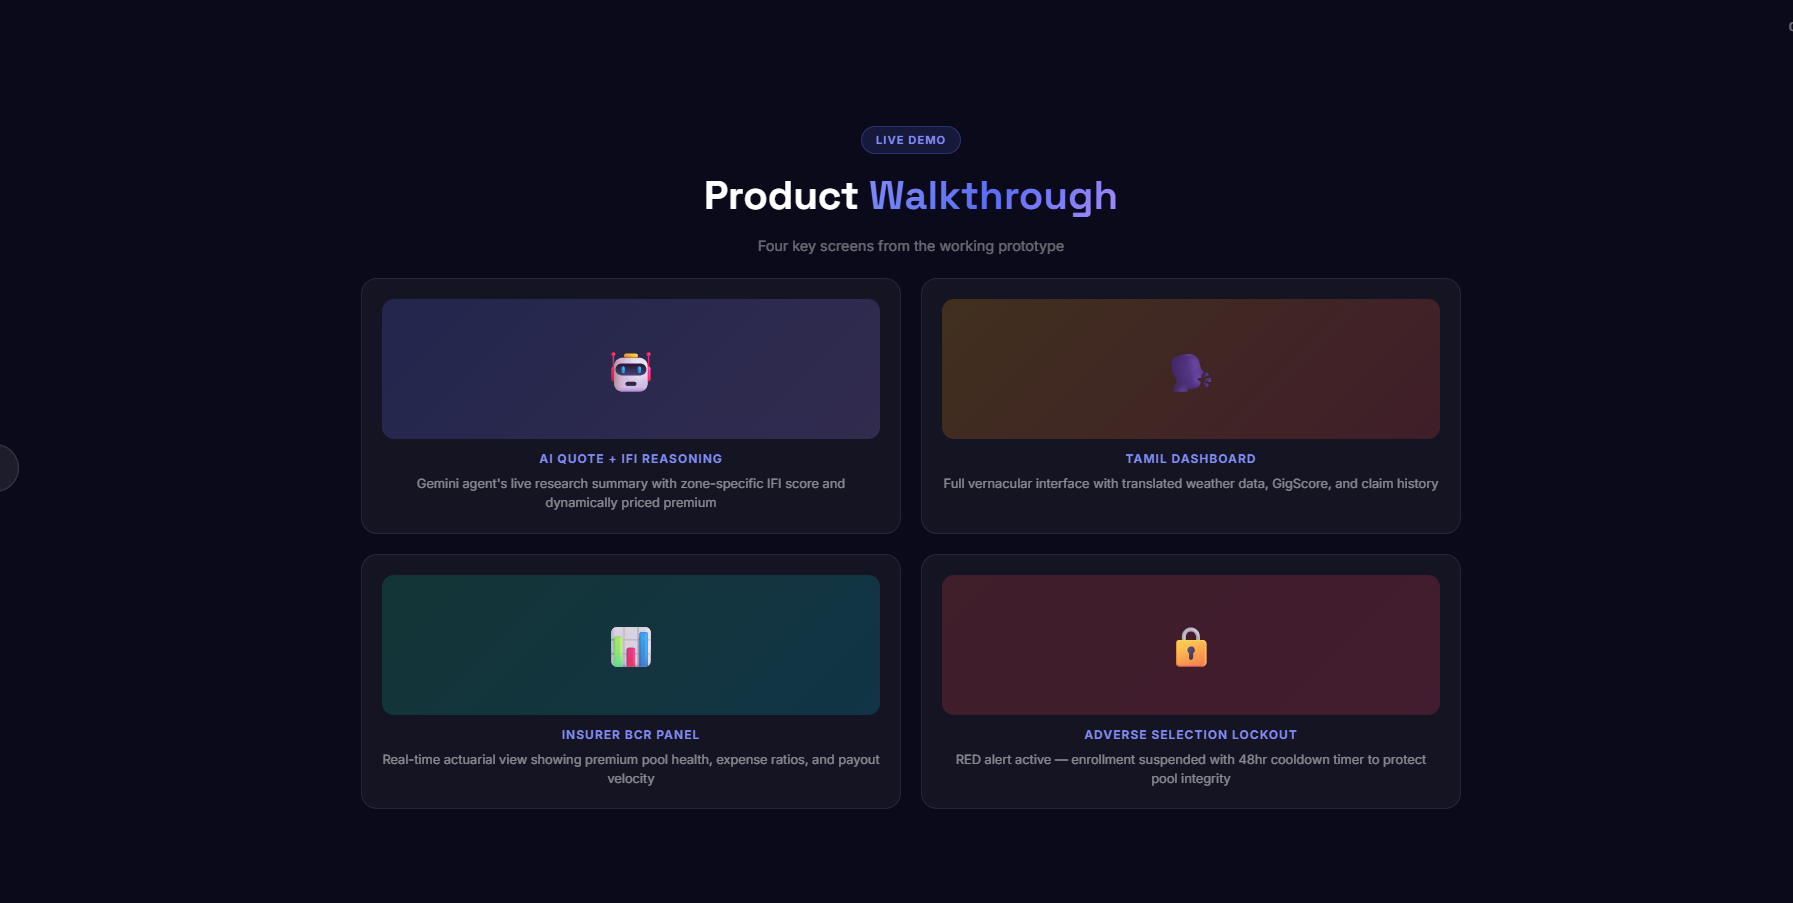 LIVE DEMO
Product Walkthrough
Four key screens from the working prototype
AI QUOTE + IFI REASONING
Gemini agent's live research summary with zone-specific IFI score and
dynamically priced premium
TAMIL DASHBOARD
Full vernacular interface with translated weather data, GigScore, and claim history
INSURER BCR PANEL
Real-time actuarial view showing premium pool health, expense ratios, and payout
velocity
ADVERSE SELECTION LOCKOUT
RED alert active — enrollment suspended with 48hr cooldown timer to protect
pool integrity